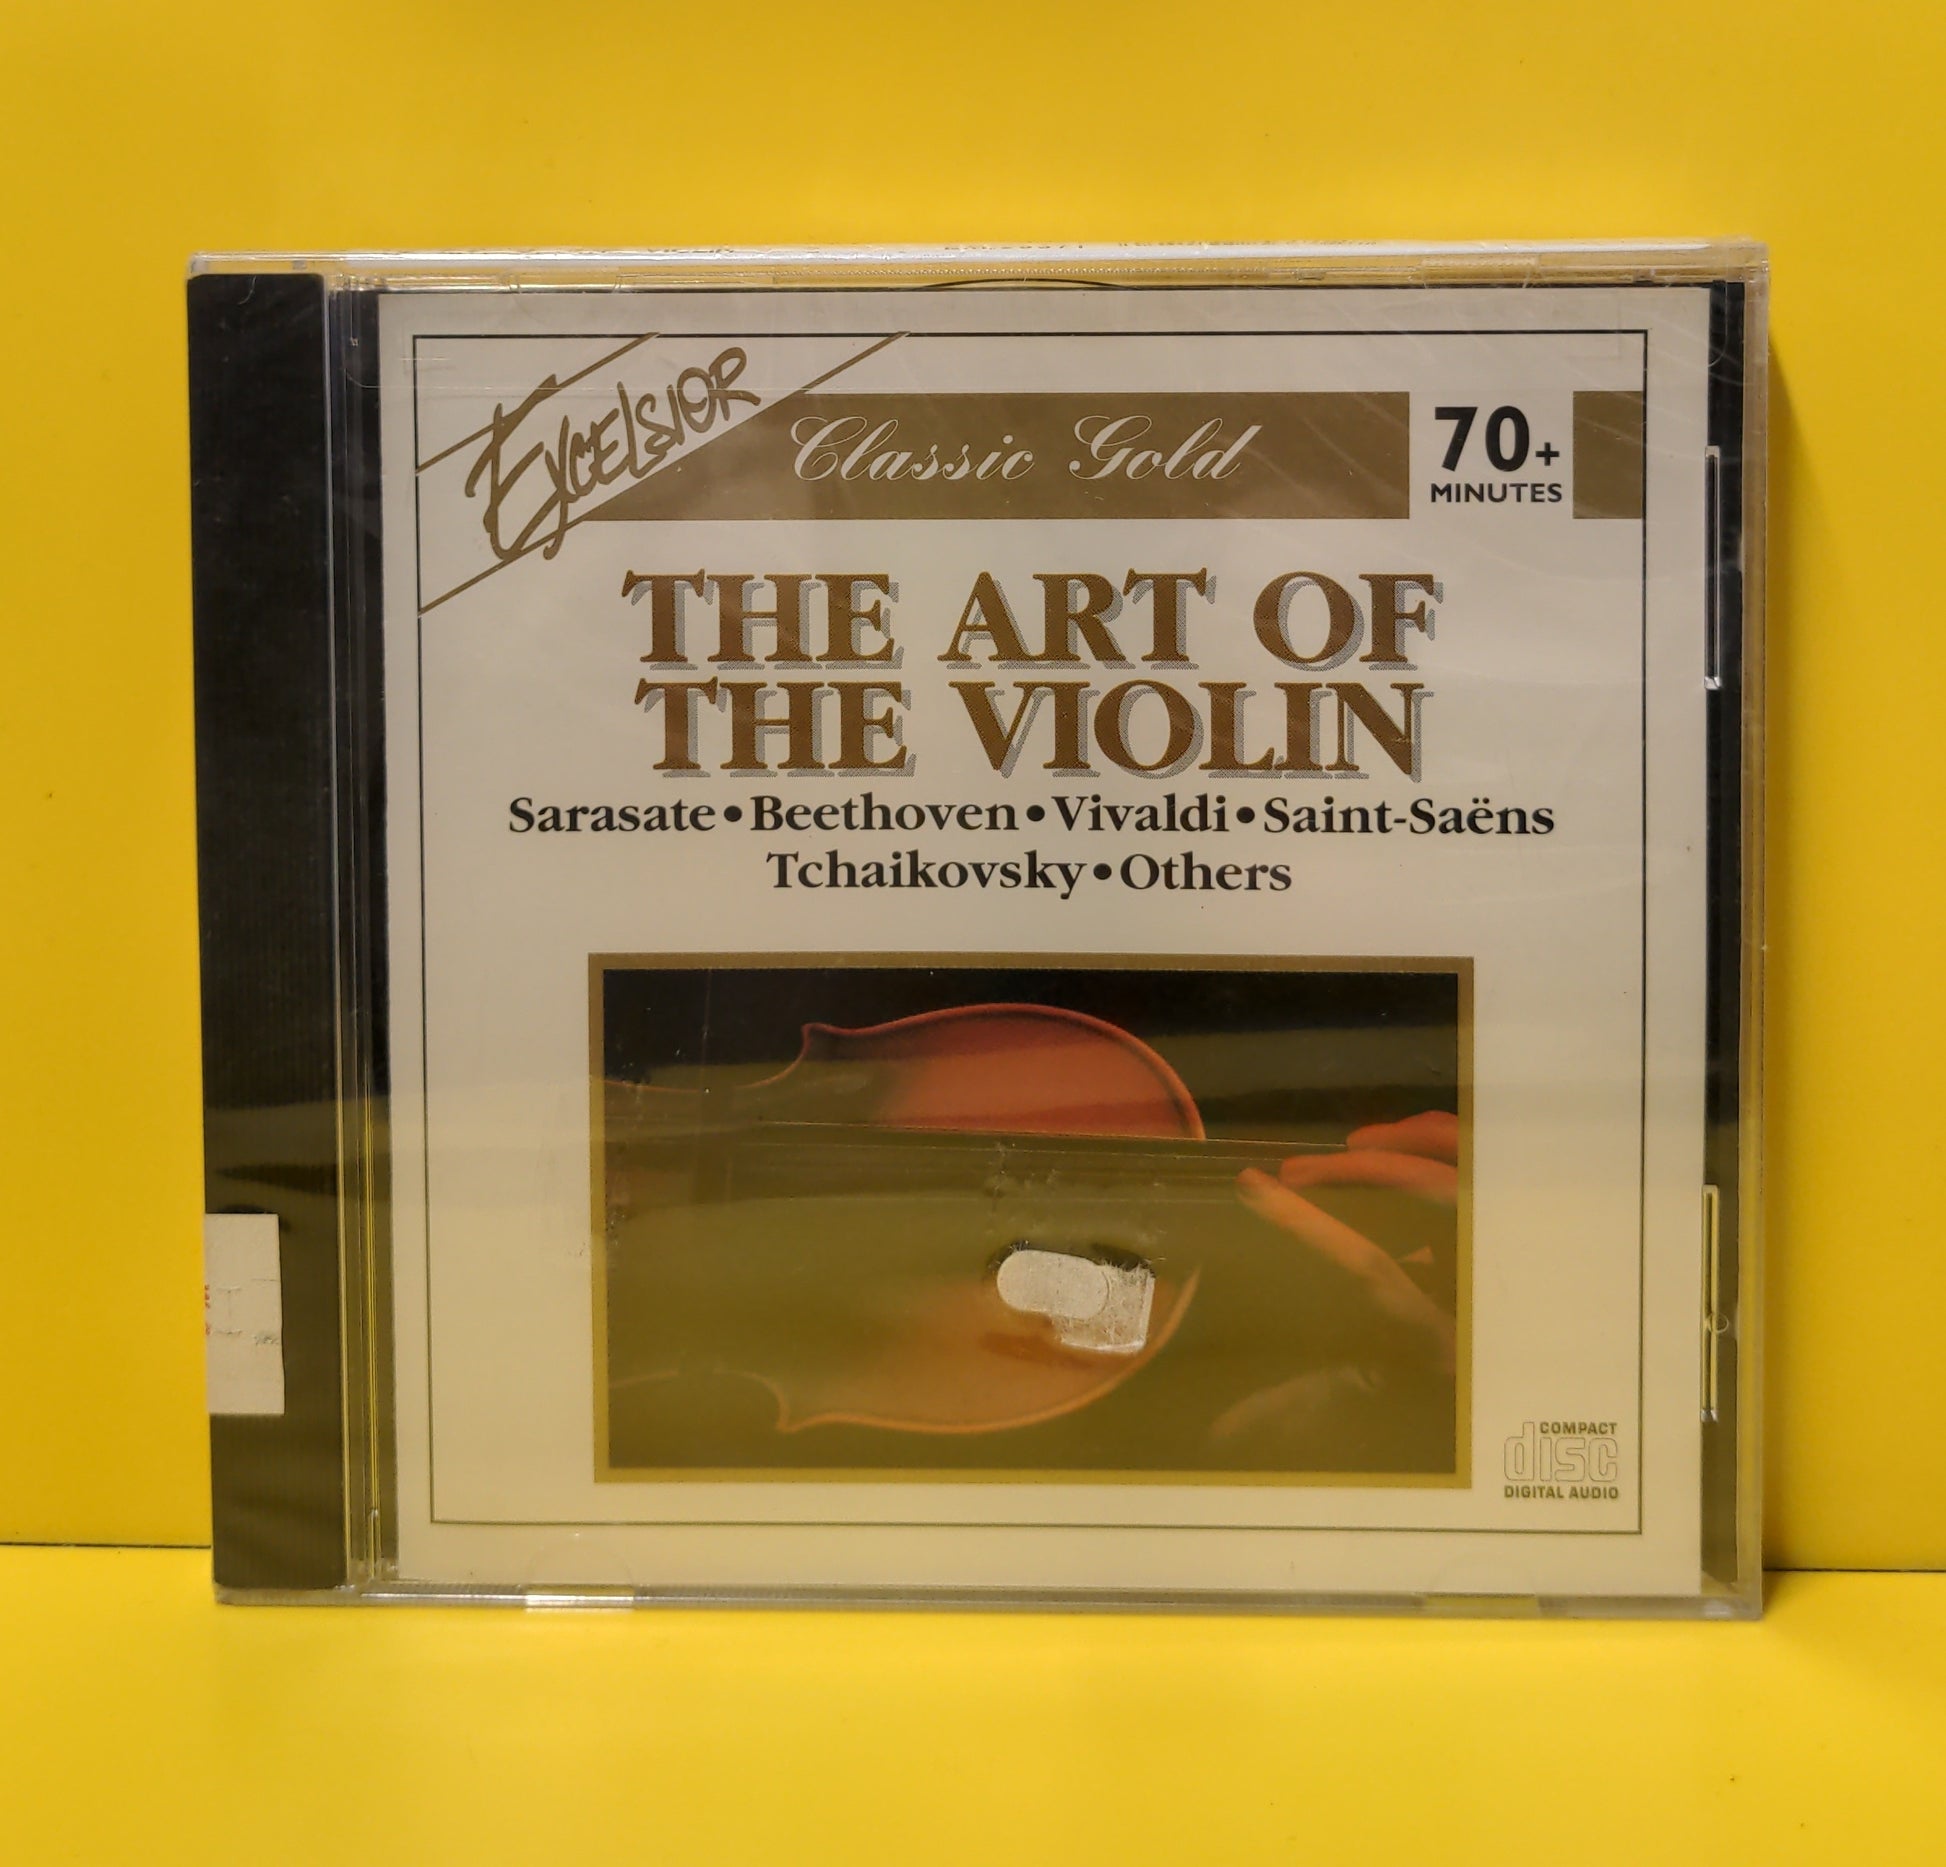 EXCELSIOR
Classic Gold
70+
MINUTES
THE ART OF
THE VIOLIN
Sarasate•Beethoven•Vivaldi•Saint-Saëns
Tchaikovsky•Others
COMPACT
disc
DIGITAL AUDIO